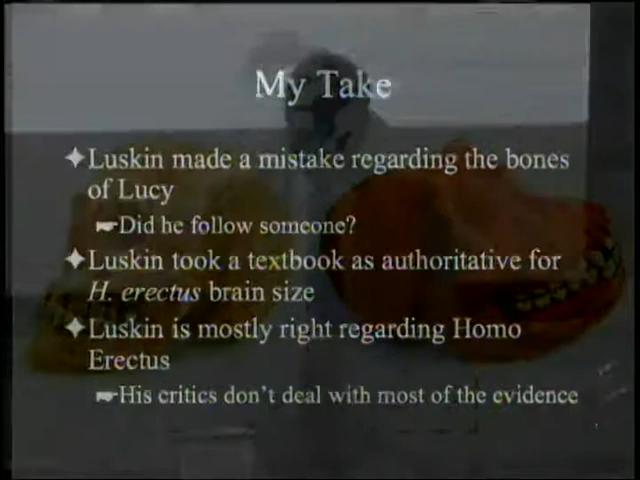 My Take
Luskin made a mistake regarding the bones
of Lucy
Did he follow someone?
Luskin took a textbook as authoritative for
H. erectus brain size
Luskin is mostly right regarding Homo
Erectus
His critics don't deal with most of the evidence